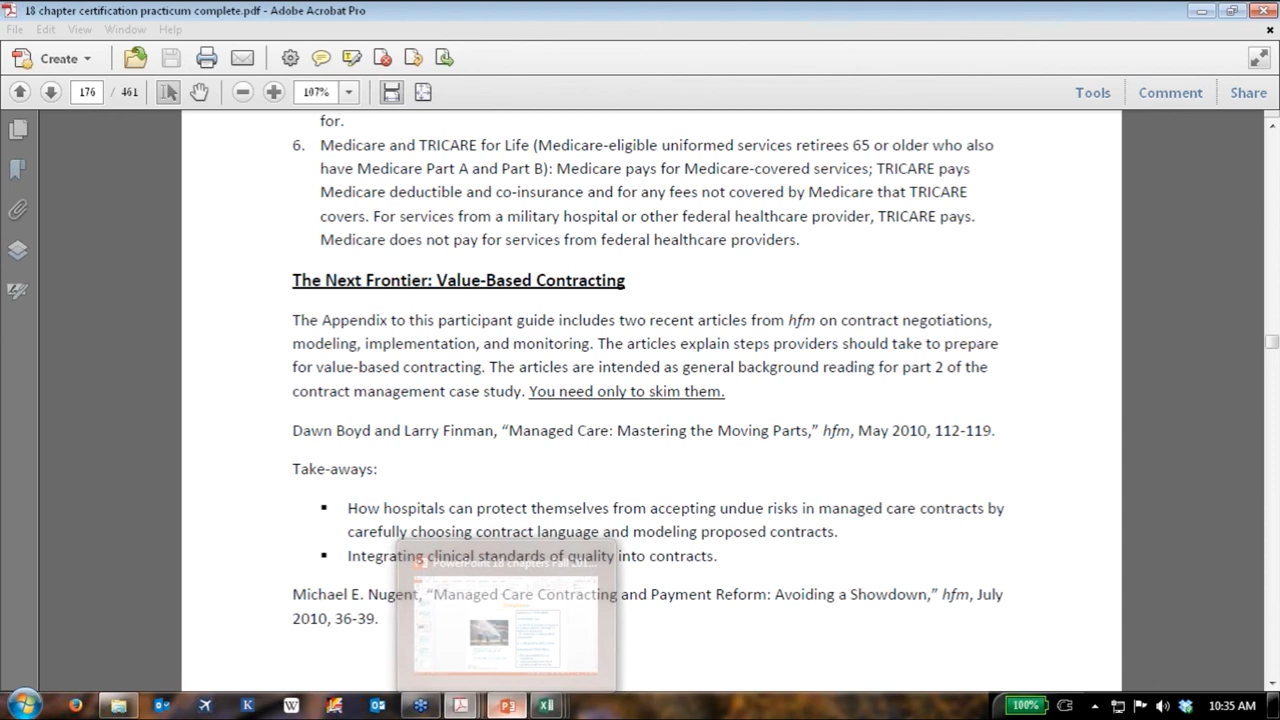 18 chapter certification practicum complete.pdf - Adobe Acrobat Pro
File Edit View Window Help
Create
176 / 461 107% Tools Comment Share
for.
6. Medicare and TRICARE for Life (Medicare-eligible uniformed services retirees 65 or older who also
have Medicare Part A and Part B): Medicare pays for Medicare-covered services; TRICARE pays
Medicare deductible and co-insurance and for any fees not covered by Medicare that TRICARE
covers. For services from a military hospital or other federal healthcare provider, TRICARE pays.
Medicare does not pay for services from federal healthcare providers.
The Next Frontier: Value-Based Contracting
The Appendix to this participant guide includes two recent articles from hfm on contract negotiations,
modeling, implementation, and monitoring. The articles explain steps providers should take to prepare
for value-based contracting. The articles are intended as general background reading for part 2 of the
contract management case study. You need only to skim them.
Dawn Boyd and Larry Finman, “Managed Care: Mastering the Moving Parts,” hfm, May 2010, 112-119.
Take-aways:
▪ How hospitals can protect themselves from accepting undue risks in managed care contracts by
carefully choosing contract language and modeling proposed contracts.
▪ Integrating clinical standards of quality into contracts.
PowerPoint 18 chapters Fall 201...
Michael E. Nugent, “Managed Care Contracting and Payment Reform: Avoiding a Showdown,” hfm, July
2010, 36-39.
100% 10:35 AM